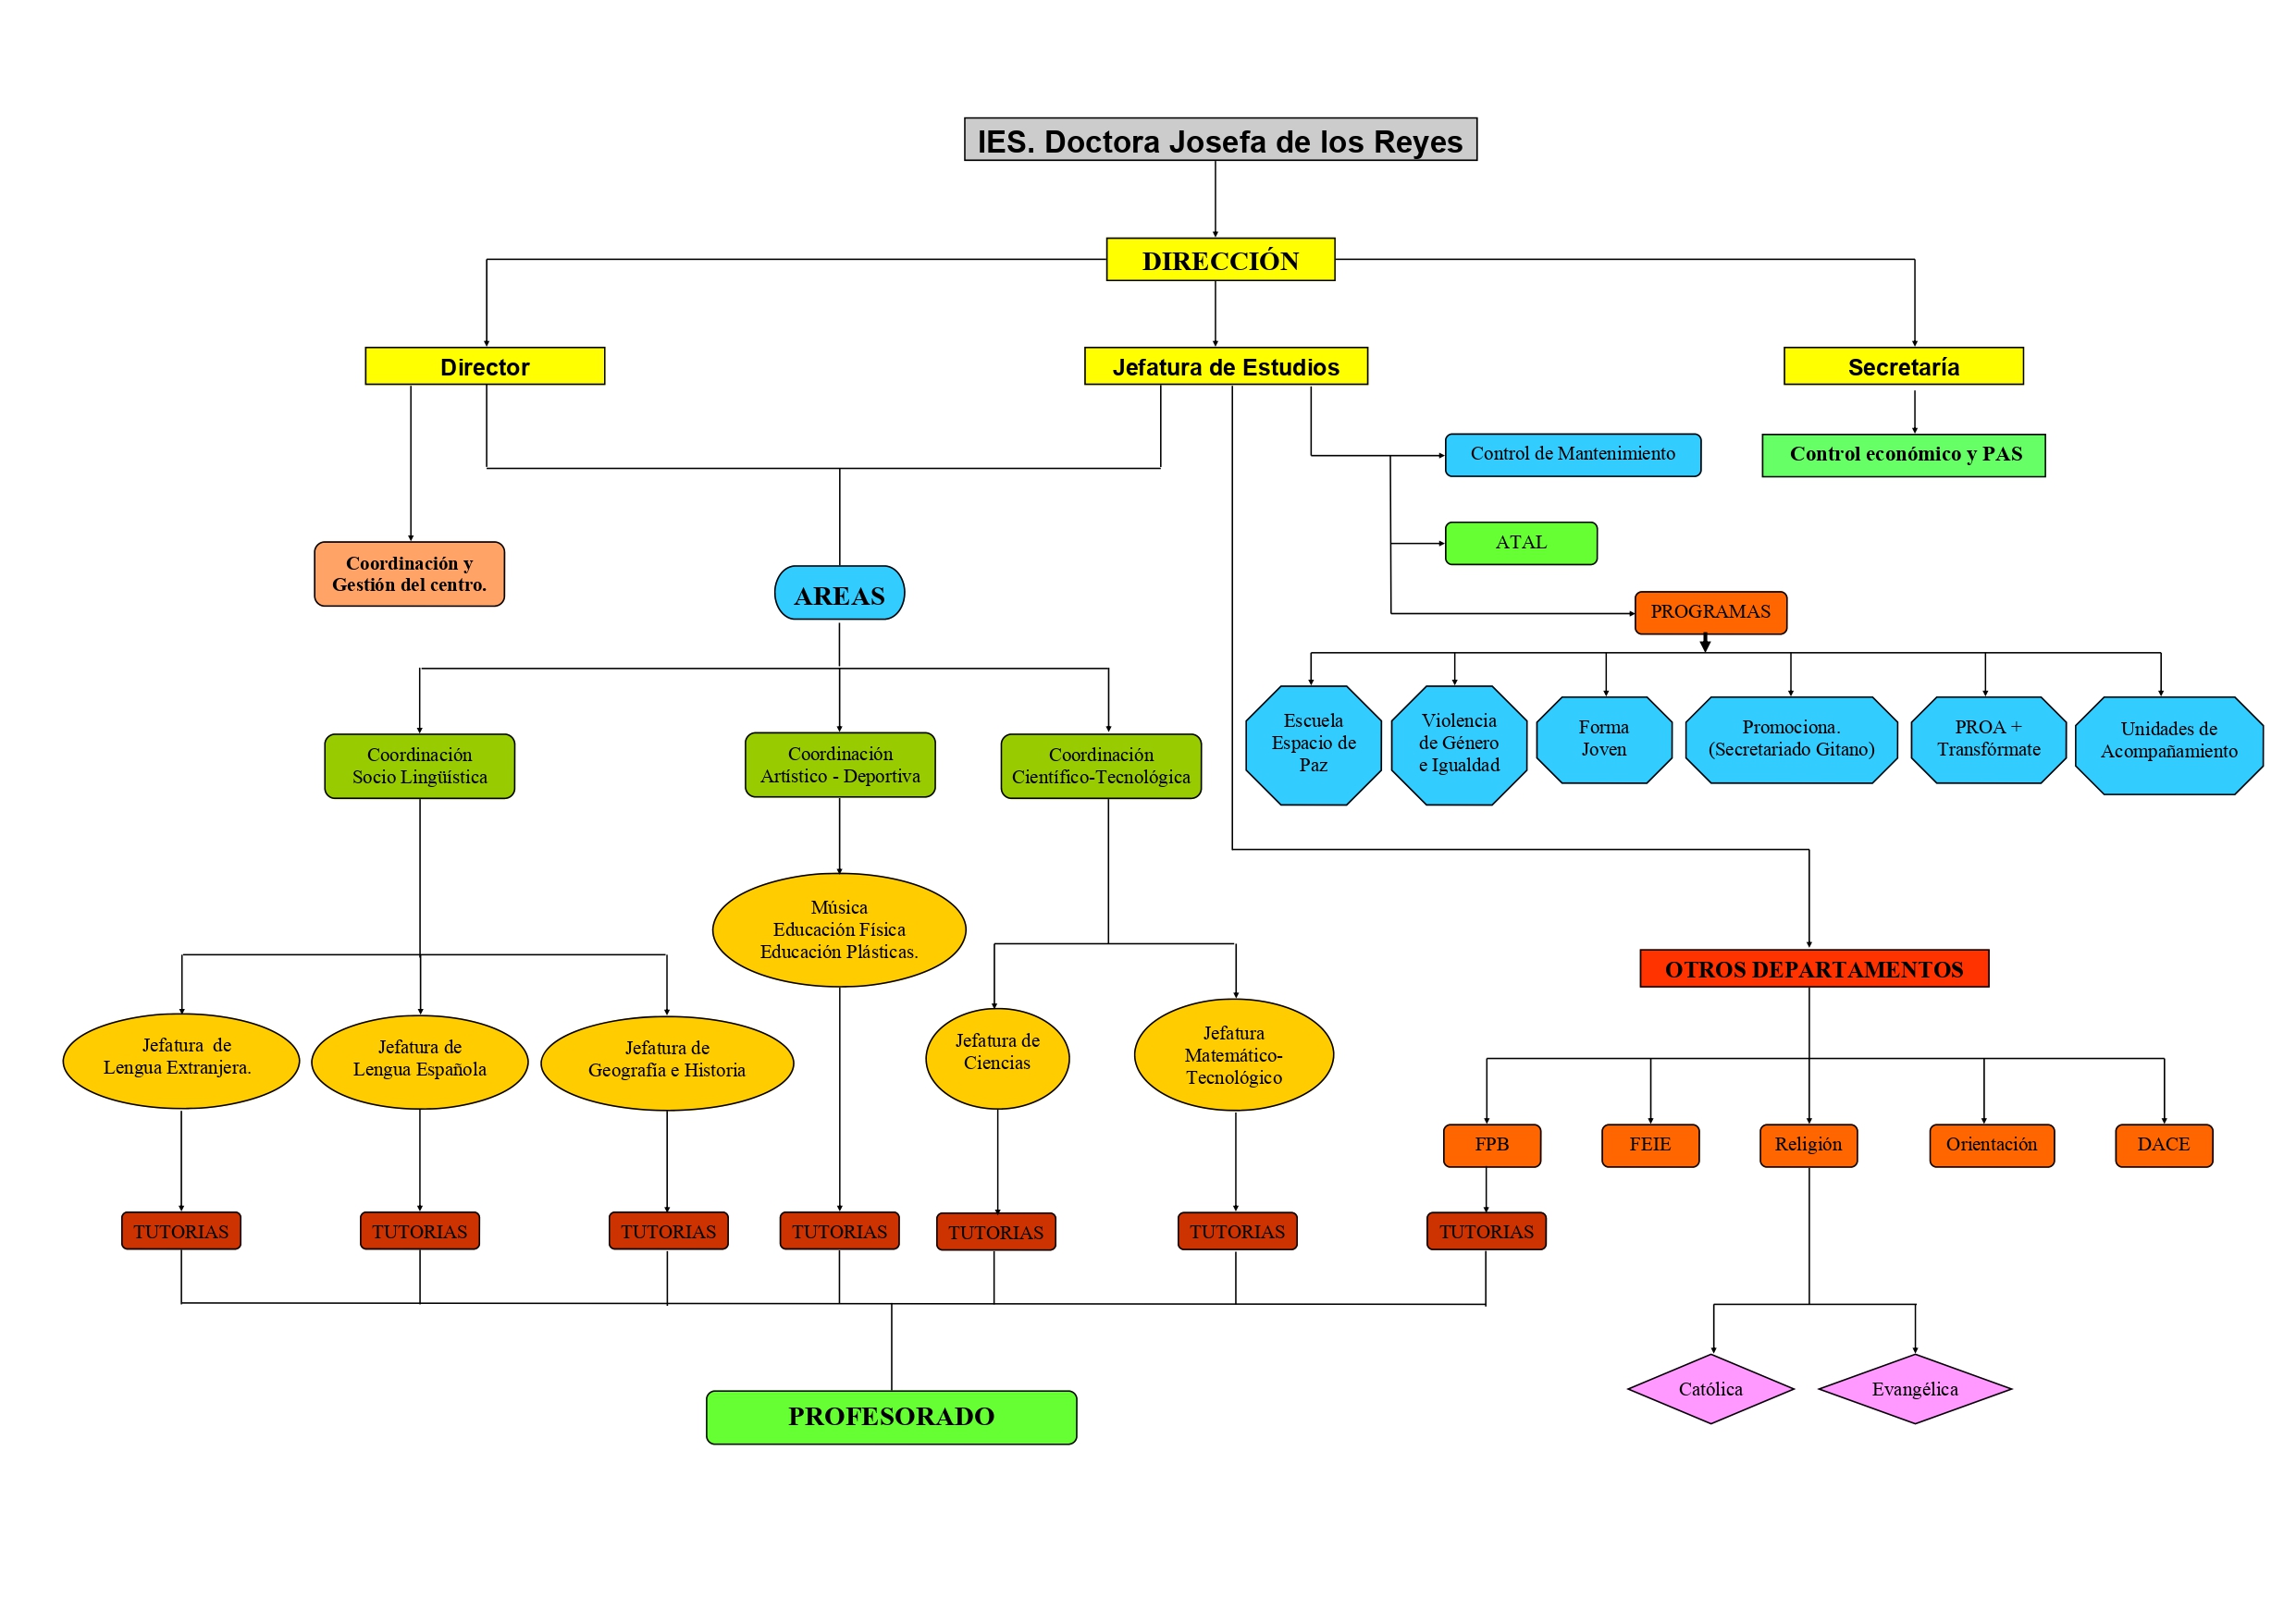 IES. Doctora Josefa de los Reyes
DIRECCIÓN
Director
Jefatura de Estudios
Secretaría
Control de Mantenimiento
Control económico y PAS
ATAL
Coordinación y
Gestión del centro.
AREAS
PROGRAMAS
Escuela
Espacio de
Paz
Violencia
de Género
e Igualdad
Forma
Joven
Promociona.
(Secretariado Gitano)
PROA +
Transfórmate
Unidades de
Acompañamiento
Coordinación
Socio Lingüística
Coordinación
Artístico - Deportiva
Coordinación
Científico-Tecnológica
Música
Educación Física
Educación Plásticas.
OTROS DEPARTAMENTOS
Jefatura  de
Lengua Extranjera.
Jefatura de
Lengua Española
Jefatura de
Geografía e Historia
Jefatura de
Ciencias
Jefatura
Matemático-
Tecnológico
FPB
FEIE
Religión
Orientación
DACE
TUTORIAS
TUTORIAS
TUTORIAS
TUTORIAS
TUTORIAS
TUTORIAS
TUTORIAS
Católica
Evangélica
PROFESORADO